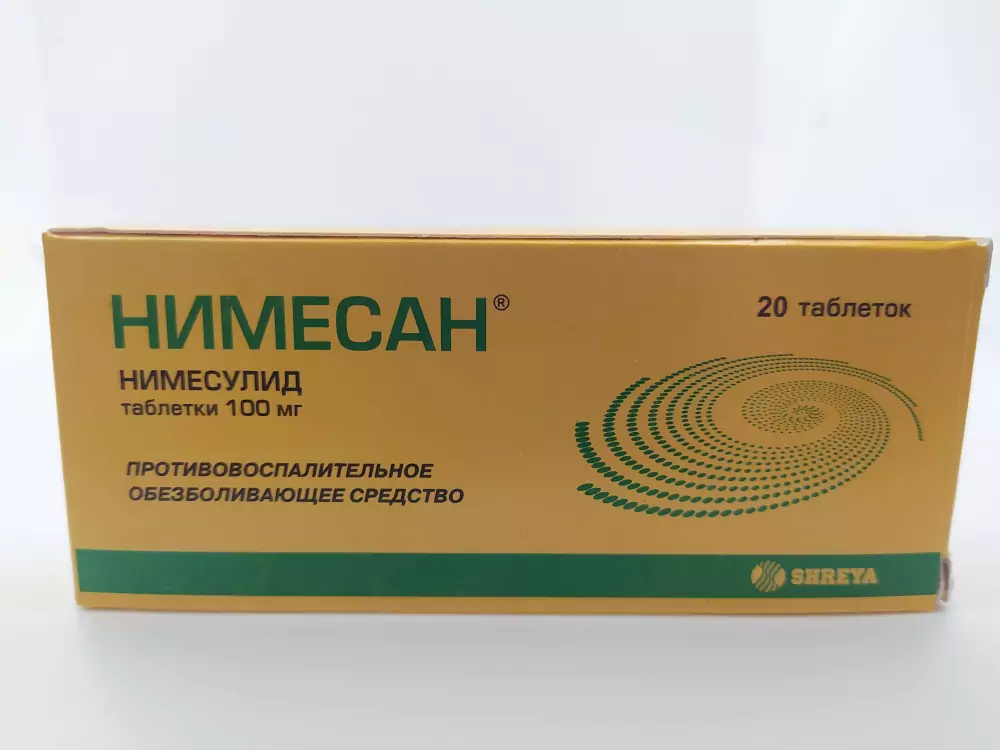 НИМЕСАН®
20 таблеток
НИМЕСУЛИД
таблетки 100 мг
ПРОТИВОВОСПАЛИТЕЛЬНОЕ
ОБЕЗБОЛИВАЮЩЕЕ СРЕДСТВО
SHREYA